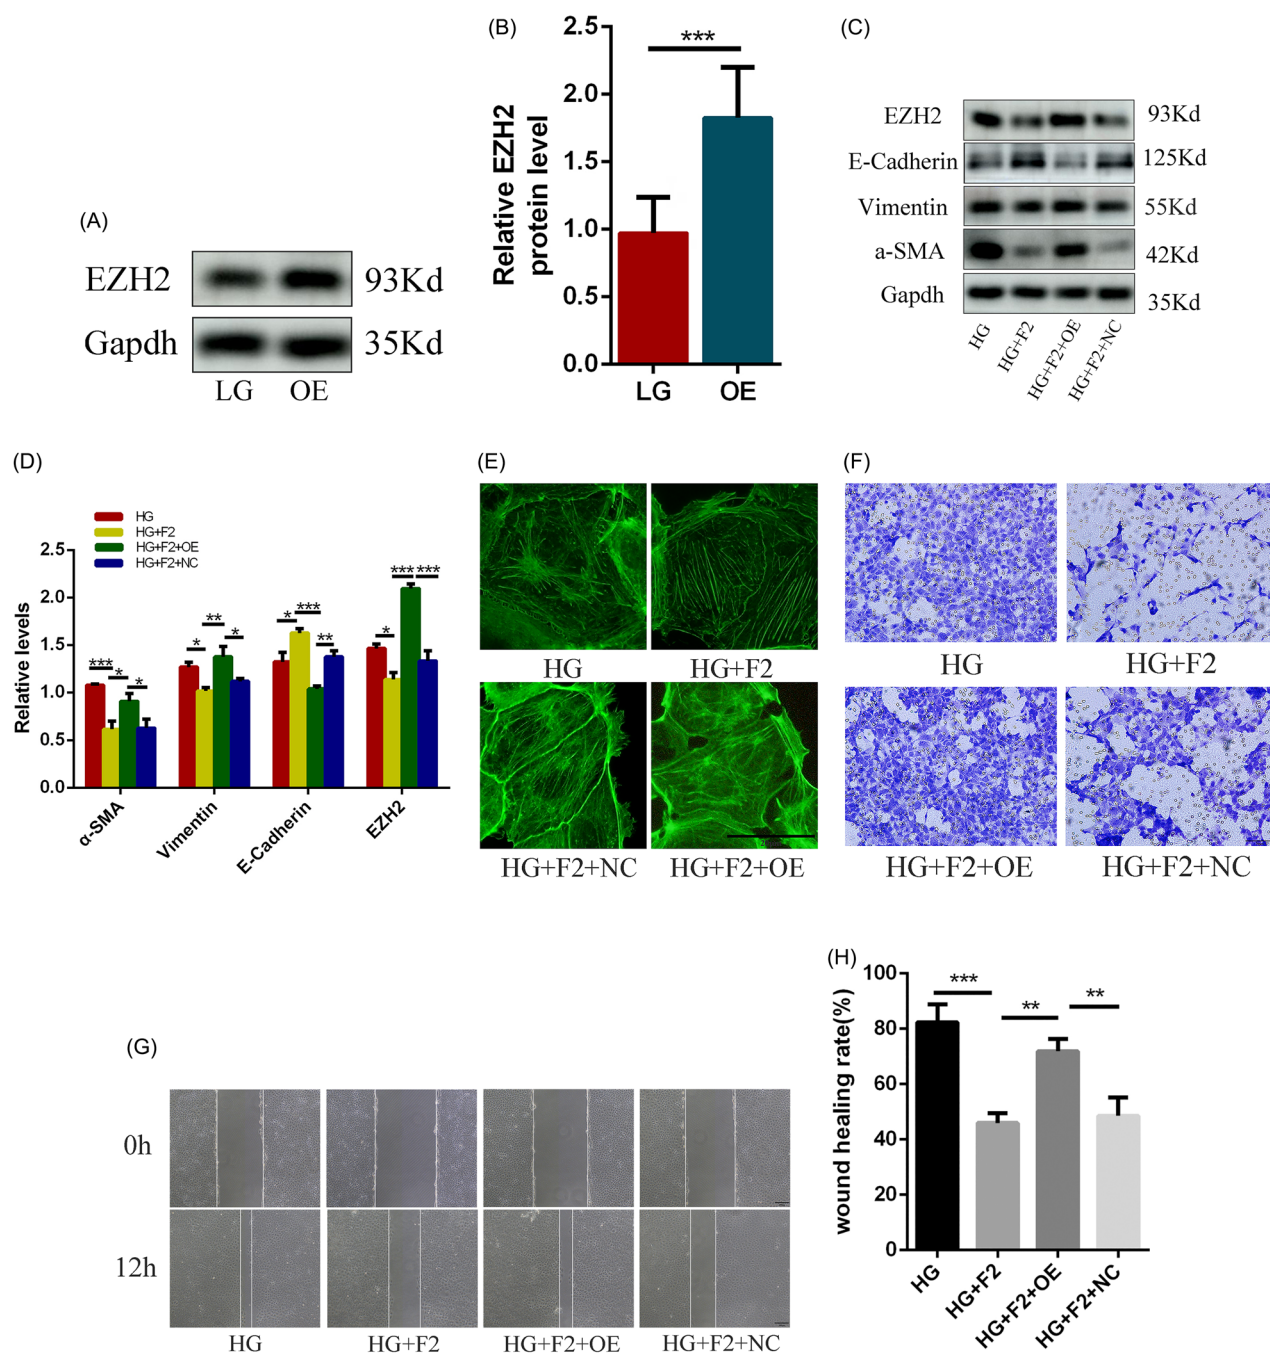 (A)
EZH2 93Kd
Gapdh 35Kd
LG OE
(B)
Relative EZH2
protein level
2.5
2.0
1.5
1.0
0.5
0.0
***
LG OE
(C)
EZH2 93Kd
E-Cadherin 125Kd
Vimentin 55Kd
a-SMA 42Kd
Gapdh 35Kd
HG HG+F2 HG+F2+OE HG+F2+NC
(D)
HG
HG+F2
HG+F2+OE
HG+F2+NC
Relative levels
2.5
2.0
1.5
1.0
0.5
0.0
*** * *
* ** *
* *** **
* *** ***
α-SMA Vimentin E-Cadherin EZH2
(E)
HG HG+F2
HG+F2+NC HG+F2+OE
(F)
HG HG+F2
HG+F2+OE HG+F2+NC
(G)
0h
12h
HG HG+F2 HG+F2+OE HG+F2+NC
(H)
wound healing rate(%)
100
80
60
40
20
0
*** ** **
HG HG+F2 HG+F2+OE HG+F2+NC